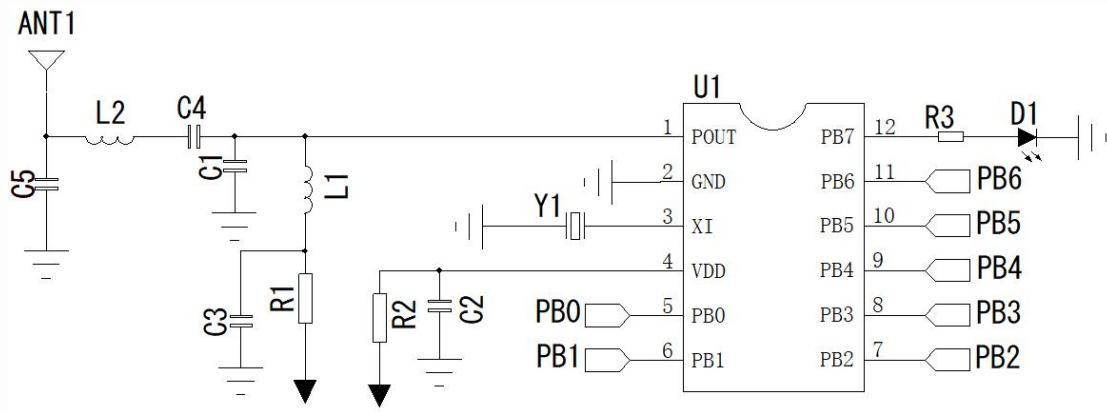 ANT1
L2
C4
C5
C1
L1
C3
R1
R2
C2
Y1
PB0
PB1
U1
1 POUT
2 GND
3 XI
4 VDD
5 PB0
6 PB1
PB7 12
PB6 11
PB5 10
PB4 9
PB3 8
PB2 7
R3
D1
PB6
PB5
PB4
PB3
PB2